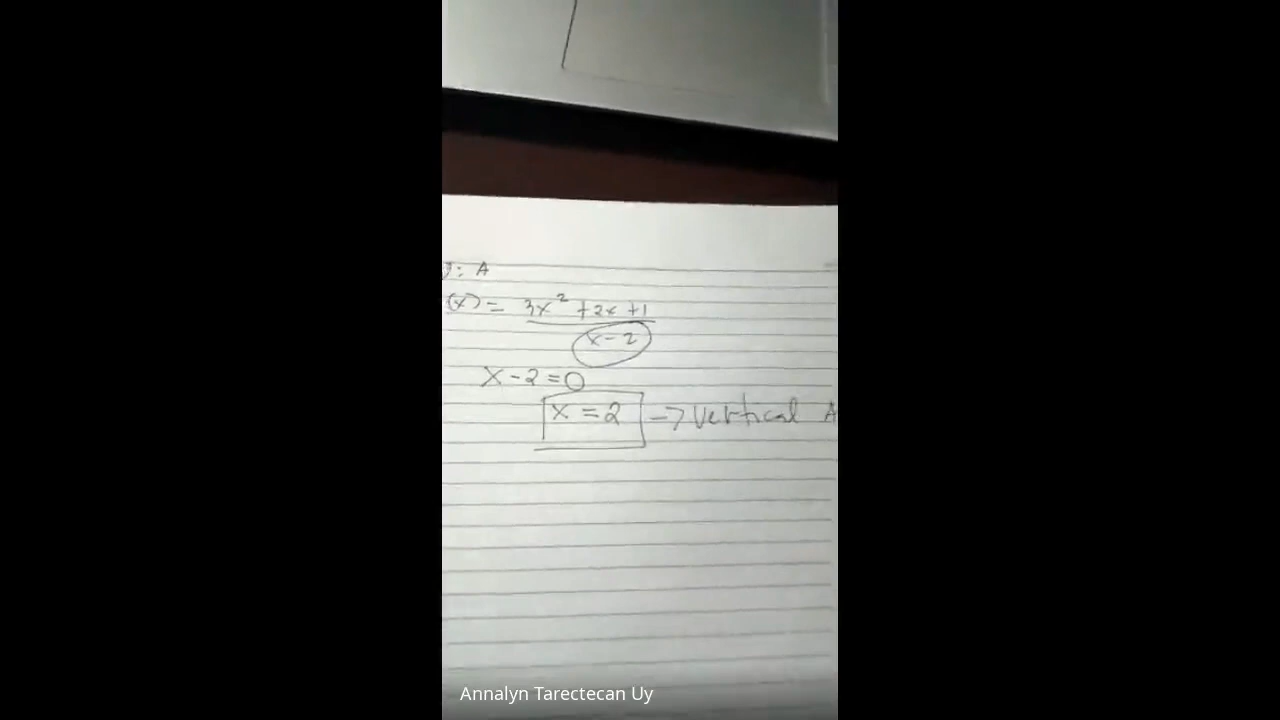 ): A
(x) = 3x² + 2x + 1
x - 2
x - 2 = 0
x = 2 → vertical A
Annalyn Tarectecan Uy